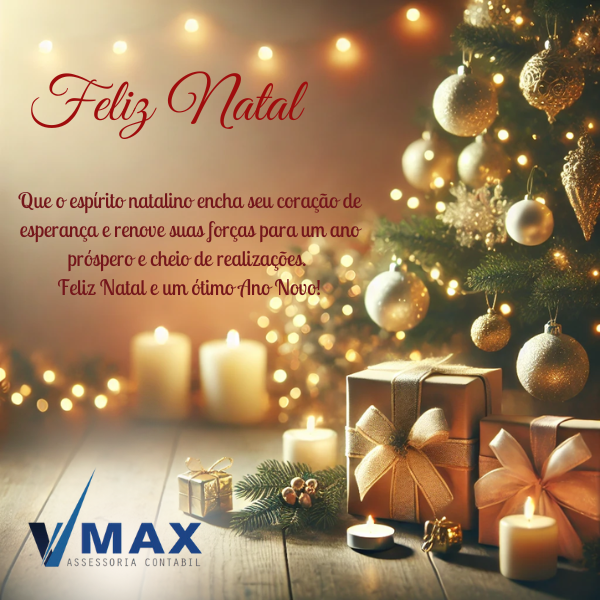 Feliz Natal
Que o espírito natalino encha seu coração de
esperança e renove suas forças para um ano
próspero e cheio de realizações.
Feliz Natal e um ótimo Ano Novo!
VMAX
ASSESSORIA CONTABIL